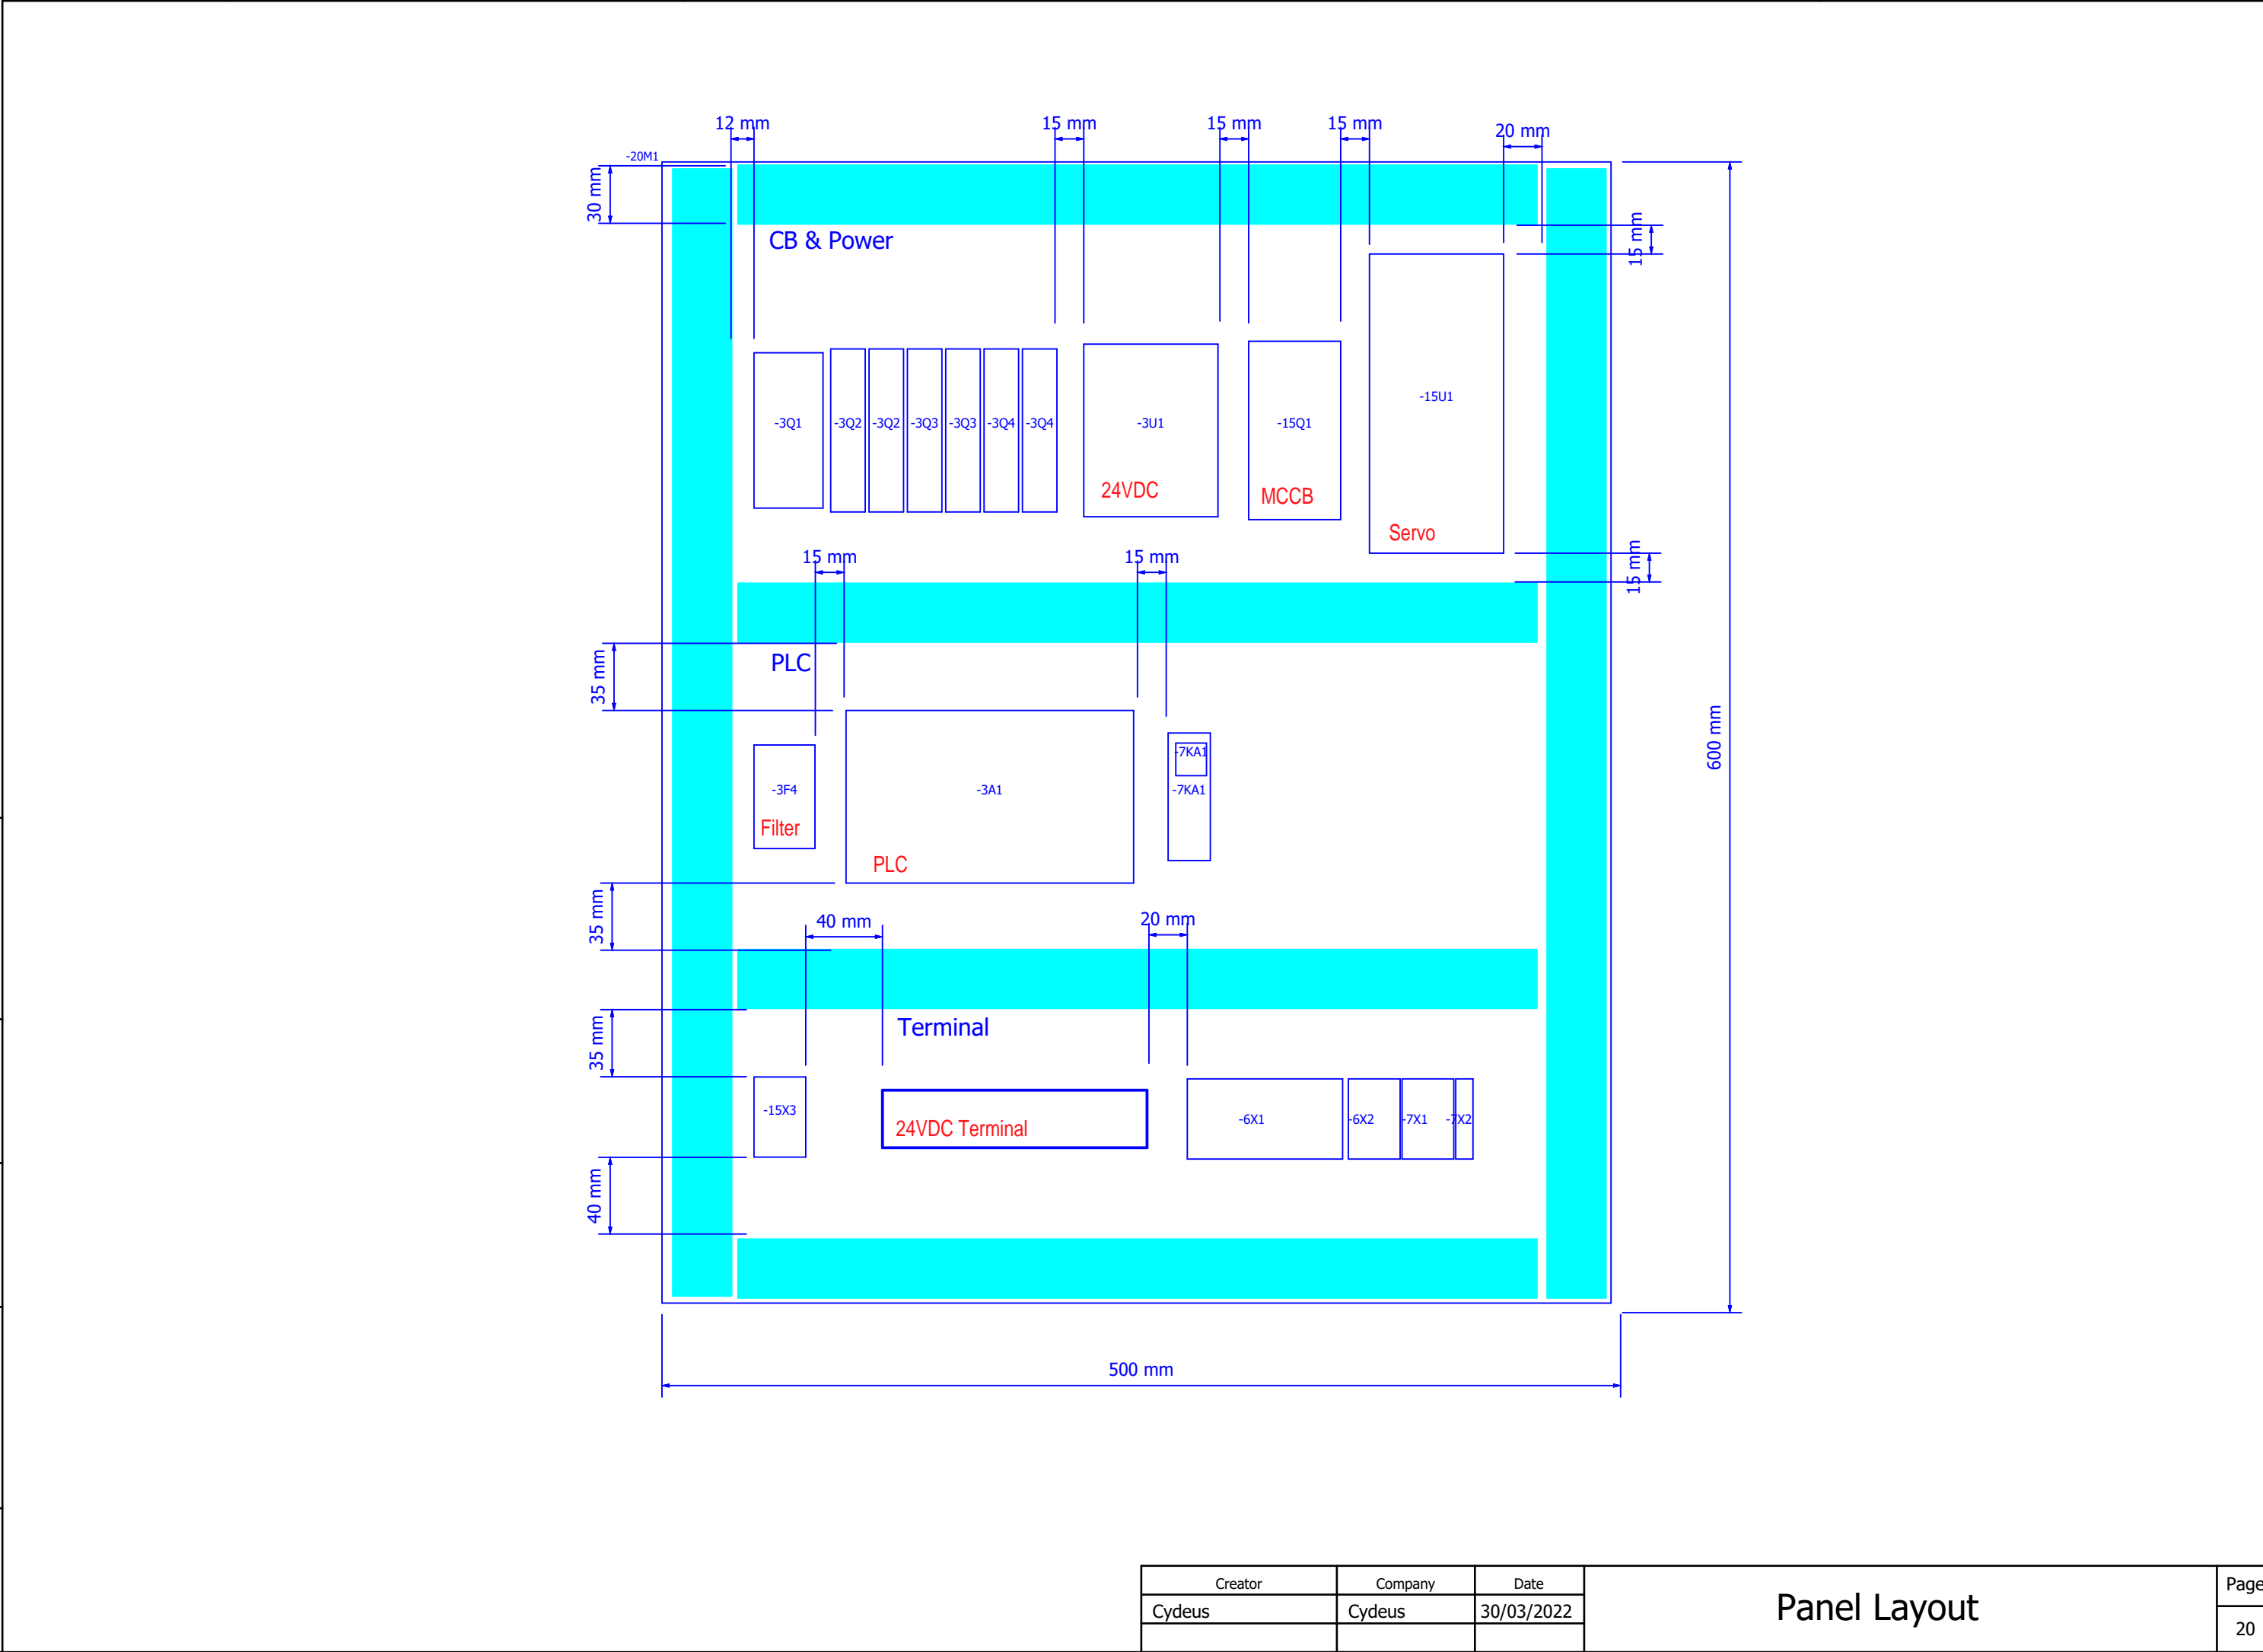 12 mm
15 mm
15 mm
15 mm
20 mm
-20M1
30 mm
CB & Power
15 mm
-3Q1
-3Q2
-3Q2
-3Q3
-3Q3
-3Q4
-3Q4
-3U1
-15Q1
-15U1
24VDC
MCCB
Servo
15 mm
15 mm
15 mm
PLC
35 mm
600 mm
-7KA1
-3F4
-3A1
-7KA1
Filter
PLC
35 mm
40 mm
20 mm
Terminal
35 mm
-15X3
24VDC Terminal
-6X1
-6X2
-7X1
-7X2
40 mm
500 mm
Creator
Company
Date
Cydeus
Cydeus
30/03/2022
Panel Layout
Page
20